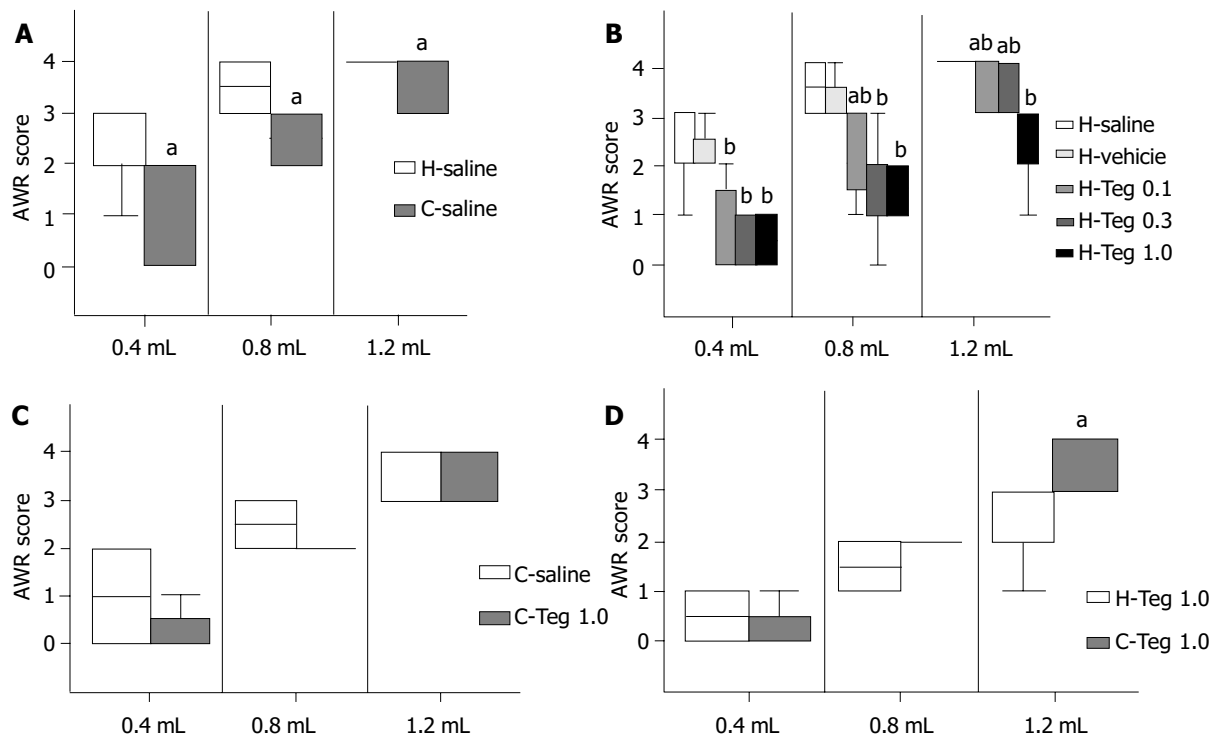 A
AWR score
4
3
2
1
0
a
a
a
H-saline
C-saline
0.4 mL
0.8 mL
1.2 mL
B
AWR score
4
3
2
1
0
b
b b
ab
b
b
ab ab
b
H-saline
H-vehicie
H-Teg 0.1
H-Teg 0.3
H-Teg 1.0
0.4 mL
0.8 mL
1.2 mL
C
AWR score
4
3
2
1
0
C-saline
C-Teg 1.0
0.4 mL
0.8 mL
1.2 mL
D
AWR score
4
3
2
1
0
a
H-Teg 1.0
C-Teg 1.0
0.4 mL
0.8 mL
1.2 mL